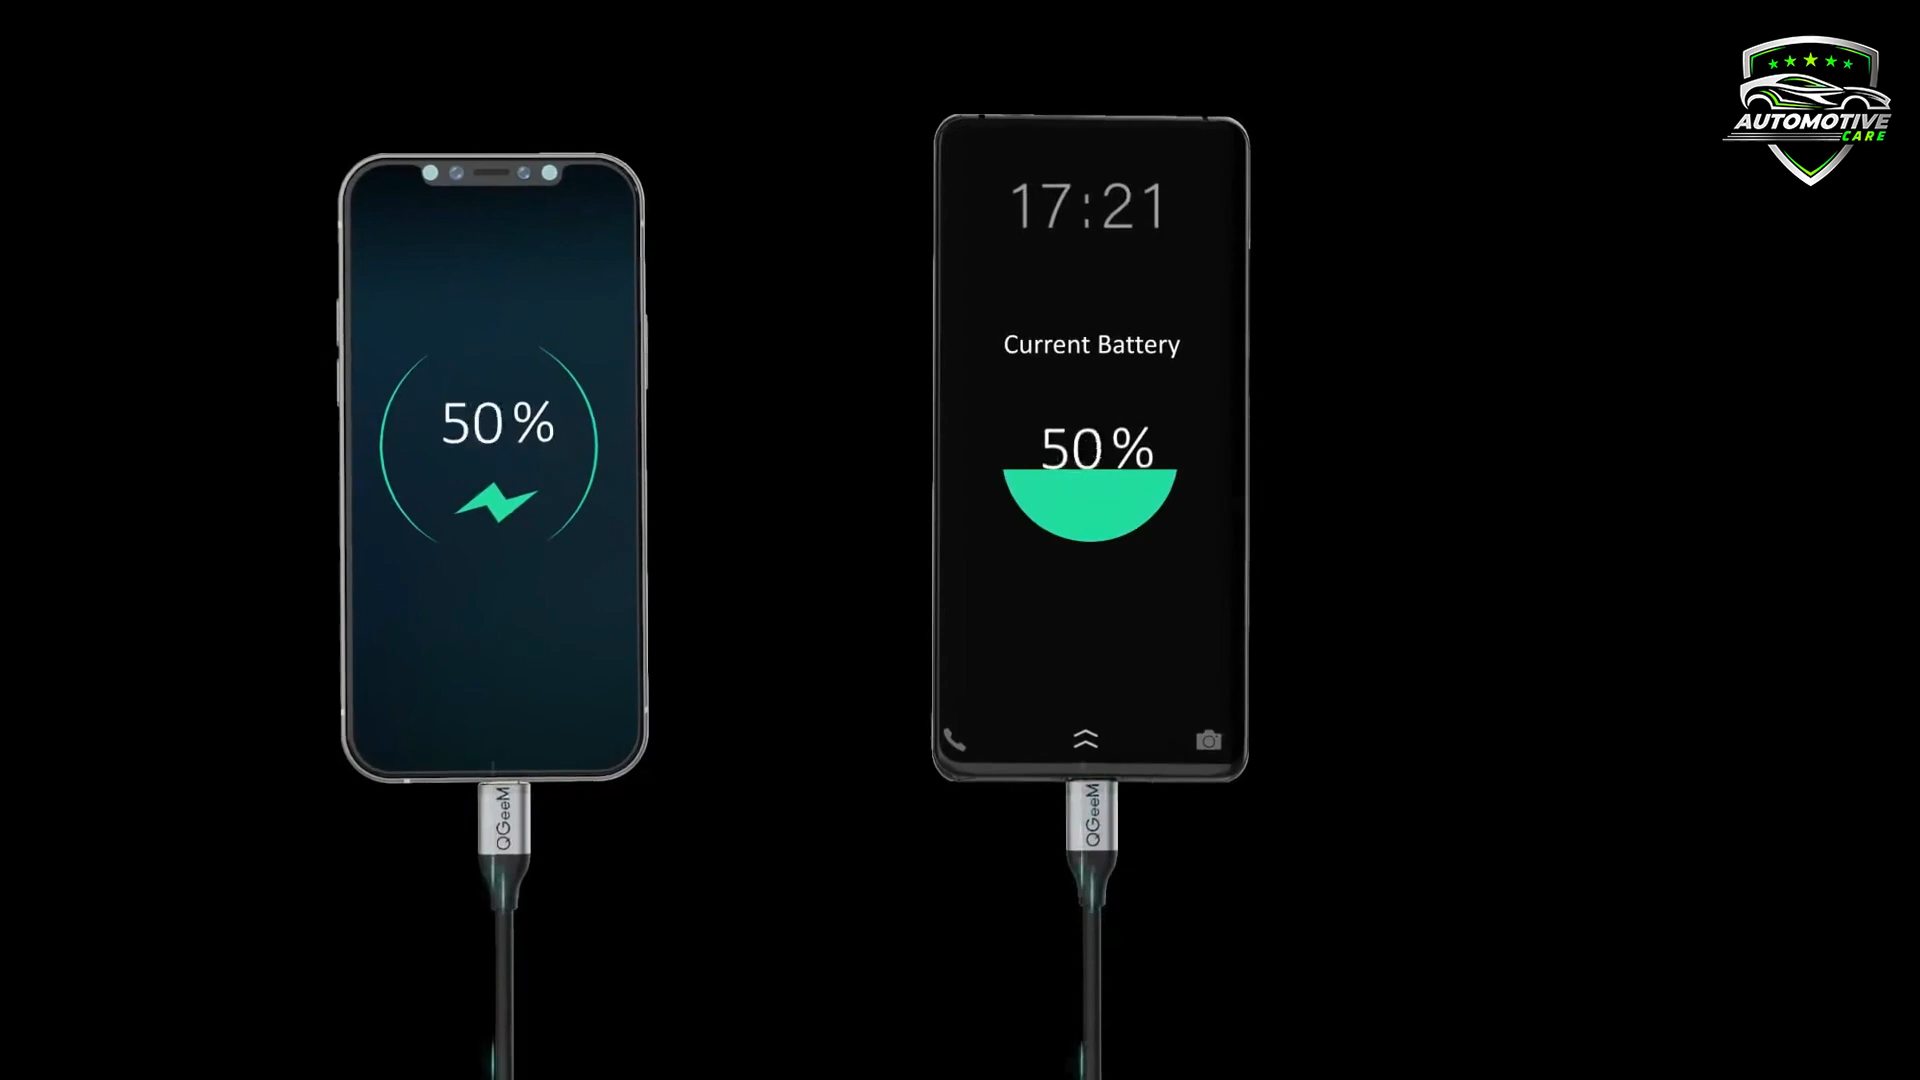 AUTOMOTIVE
CARE
17:21
Current Battery
50%
50%
QGeeM
QGeeM